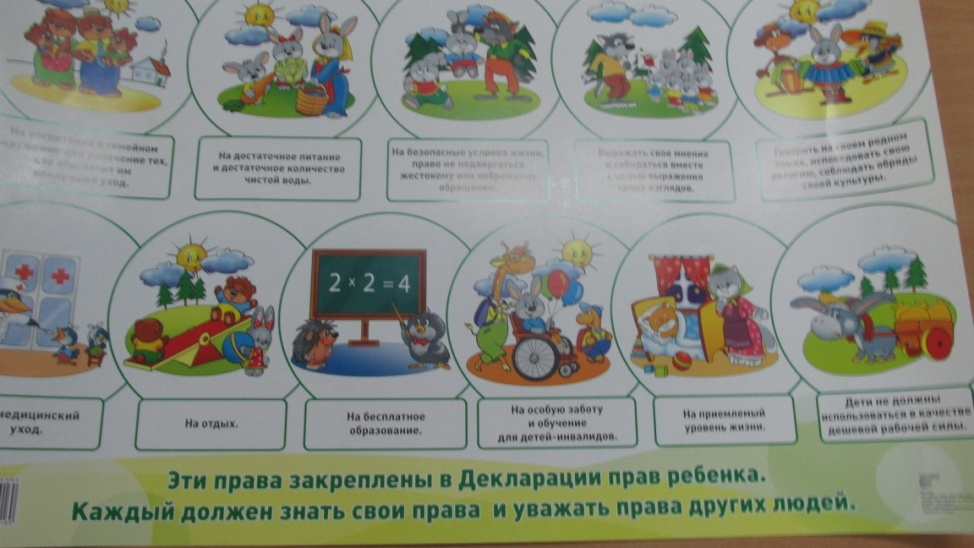 На воспитание в семейном
окружении или попечение тех,
кто обеспечит им
наилучший уход.
На достаточное питание
и достаточное количество
чистой воды.
На безопасные условия жизни,
право не подвергаться
жестокому или небрежному
обращению.
Выражать свое мнение
и собираться вместе
с целью выражения
своих взглядов.
Говорить на своем родном
языке, исповедовать свою
религию, соблюдать обряды
своей культуры.
2 × 2 = 4
медицинский
уход.
На отдых.
На бесплатное
образование.
На особую заботу
и обучение
для детей-инвалидов.
На приемлемый
уровень жизни.
Дети не должны
использоваться в качестве
дешевой рабочей силы.
Эти права закреплены в Декларации прав ребенка.
Каждый должен знать свои права и уважать права других людей.